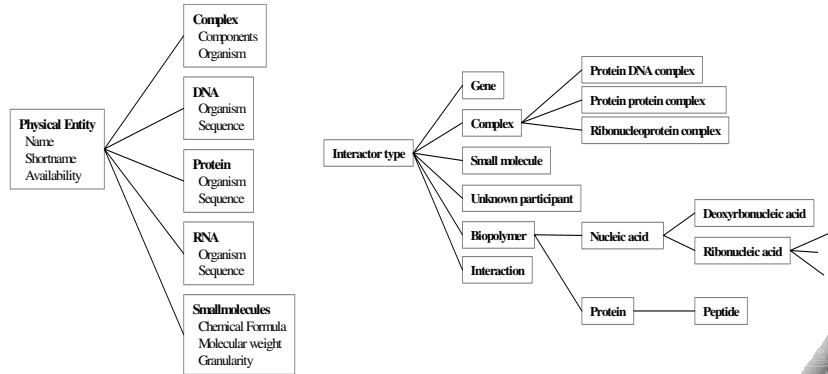 Physical Entity
Name
Shortname
Availability
Complex
Components
Organism
DNA
Organism
Sequence
Protein
Organism
Sequence
RNA
Organism
Sequence
Smallmolecules
Chemical Formula
Molecular weight
Granularity
Interactor type
Gene
Complex
Small molecule
Unknown participant
Biopolymer
Interaction
Protein DNA complex
Protein protein complex
Ribonucleoprotein complex
Nucleic acid
Protein
Deoxyrbonucleic acid
Ribonucleic acid
Peptide